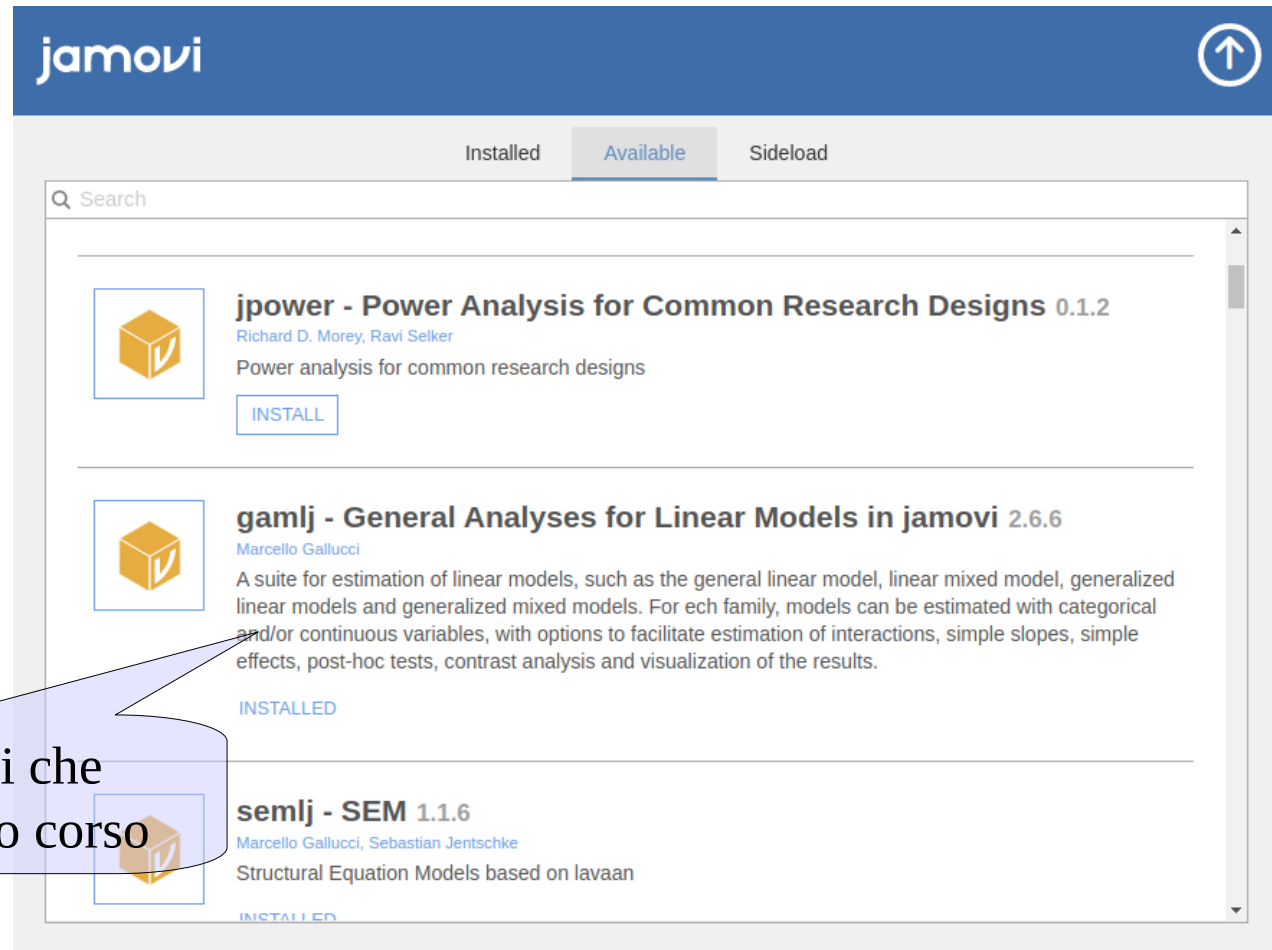 jamovi
Installed Available Sideload
Search
jpower - Power Analysis for Common Research Designs 0.1.2
Richard D. Morey, Ravi Selker
Power analysis for common research designs
INSTALL
gamlj - General Analyses for Linear Models in jamovi 2.6.6
Marcello Gallucci
A suite for estimation of linear models, such as the general linear model, linear mixed model, generalized
linear models and generalized mixed models. For ech family, models can be estimated with categorical
and/or continuous variables, with options to facilitate estimation of interactions, simple slopes, simple
effects, post-hoc tests, contrast analysis and visualization of the results.
INSTALLED
i che
o corso
semlj - SEM 1.1.6
Marcello Gallucci, Sebastian Jentschke
Structural Equation Models based on lavaan
INSTALLED